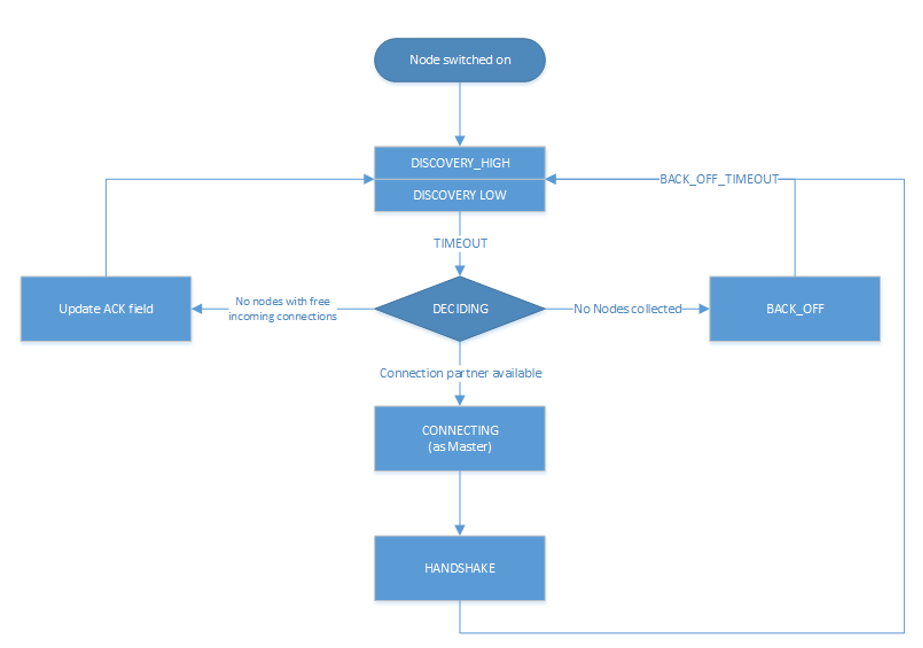 Node switched on
DISCOVERY_HIGH
BACK_OFF_TIMEOUT
DISCOVERY LOW
TIMEOUT
Update ACK field
No nodes with free
incoming connections
DECIDING
No Nodes collected
BACK_OFF
Connection partner available
CONNECTING
(as Master)
HANDSHAKE